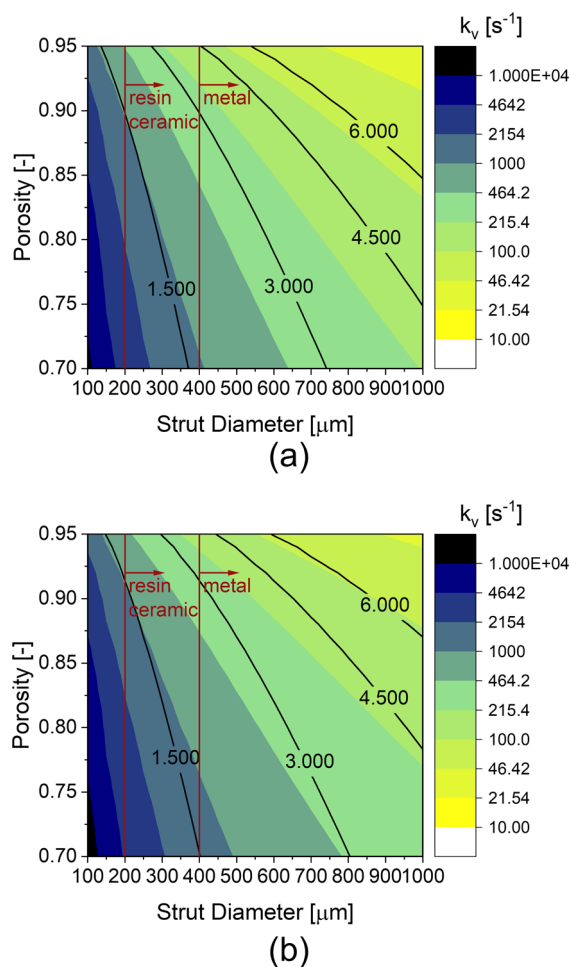 k_v [s⁻¹]
0.95
0.90
0.85
0.80
0.75
0.70
Porosity [-]
resin
ceramic
metal
6.000
4.500
3.000
1.500
1.000E+04
4642
2154
1000
464.2
215.4
100.0
46.42
21.54
10.00
100 200 300 400 500 600 700 800 900 1000
Strut Diameter [μm]
(a)
k_v [s⁻¹]
0.95
0.90
0.85
0.80
0.75
0.70
Porosity [-]
resin
ceramic
metal
6.000
4.500
3.000
1.500
1.000E+04
4642
2154
1000
464.2
215.4
100.0
46.42
21.54
10.00
100 200 300 400 500 600 700 800 900 1000
Strut Diameter [μm]
(b)